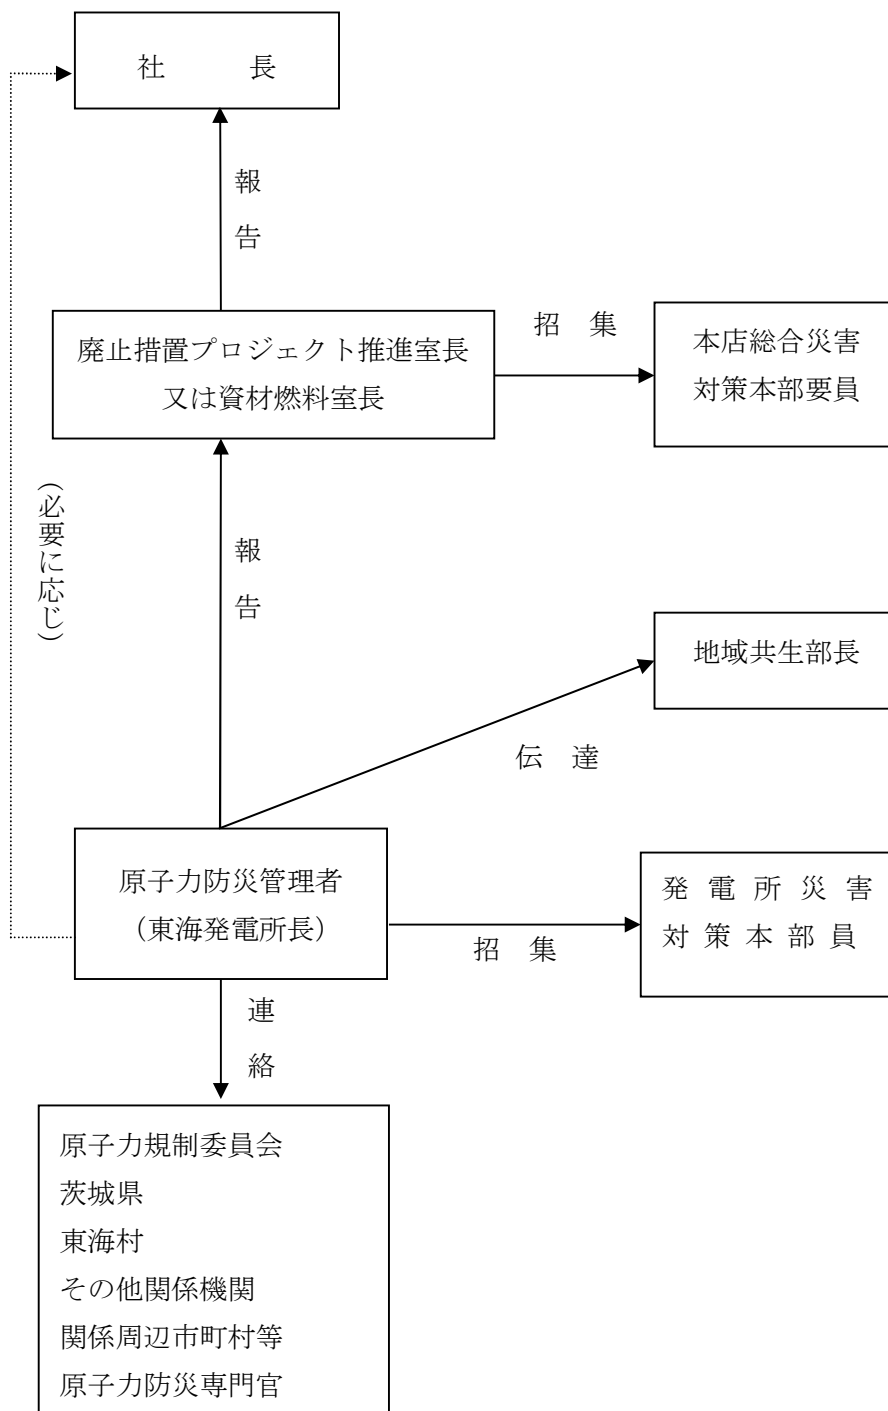 社　長
報告
廃止措置プロジェクト推進室長
又は資材燃料室長
招　集
本店総合災害
対策本部要員
（必要に応じ）
報告
地域共生部長
伝　達
原子力防災管理者
（東海発電所長）
招　集
発電所災害
対策本部員
連絡
原子力規制委員会
茨城県
東海村
その他関係機関
関係周辺市町村等
原子力防災専門官